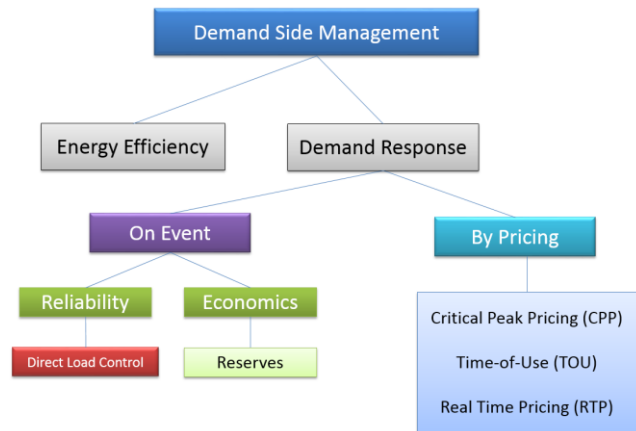 Demand Side Management
Energy Efficiency
Demand Response
On Event
By Pricing
Reliability
Economics
Direct Load Control
Reserves
Critical Peak Pricing (CPP)
Time-of-Use (TOU)
Real Time Pricing (RTP)